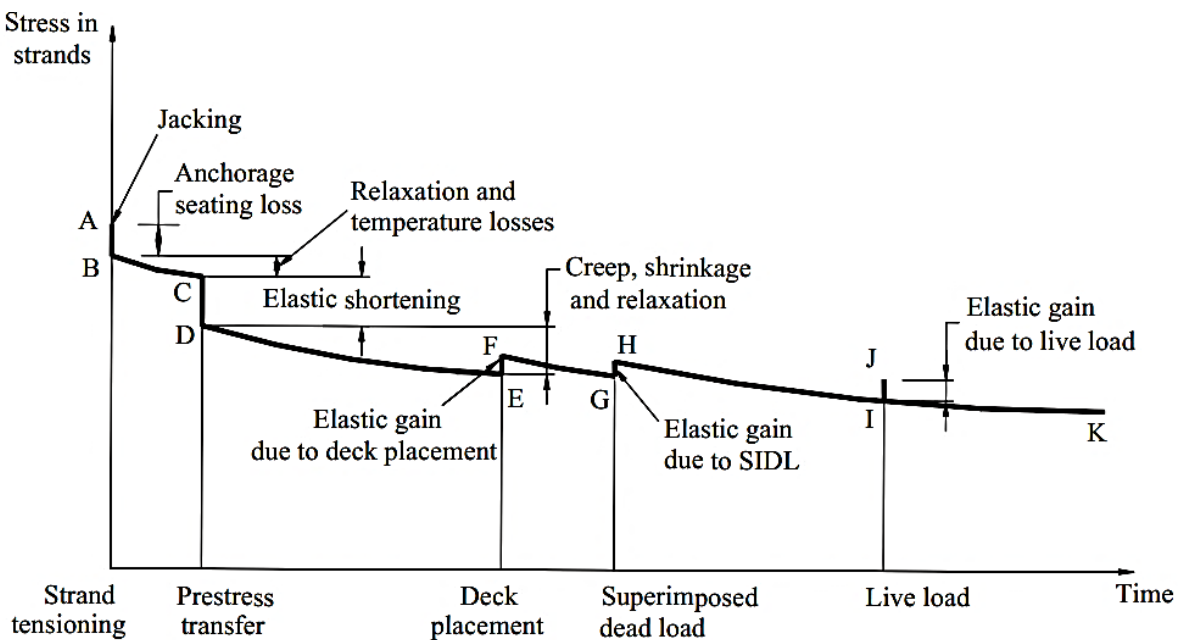 Stress in
strands
Jacking
Anchorage
seating loss
Relaxation and
temperature losses
A
B
C
Elastic shortening
Creep, shrinkage
and relaxation
Elastic gain
due to live load
D
F
H
J
E
G
I
K
Elastic gain
due to deck placement
Elastic gain
due to SIDL
Strand
tensioning
Prestress
transfer
Deck
placement
Superimposed
dead load
Live load
Time